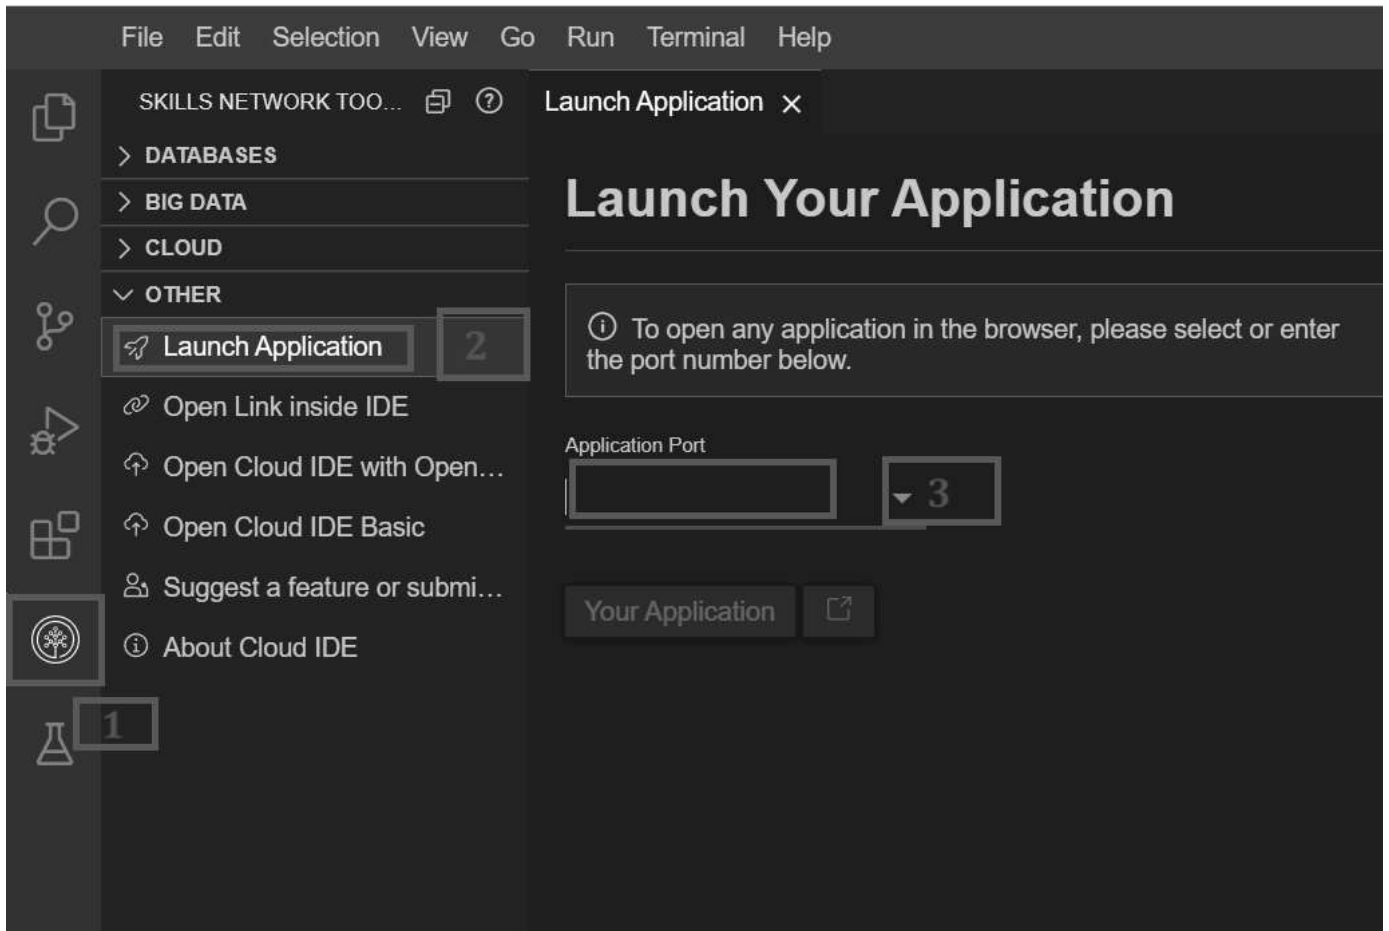 File Edit Selection View Go Run Terminal Help
SKILLS NETWORK TOO...
Launch Application
DATABASES
BIG DATA
CLOUD
OTHER
Launch Application
2
Open Link inside IDE
Open Cloud IDE with Open...
Open Cloud IDE Basic
Suggest a feature or submi...
About Cloud IDE
1
Launch Your Application
To open any application in the browser, please select or enter
the port number below.
Application Port
3
Your Application